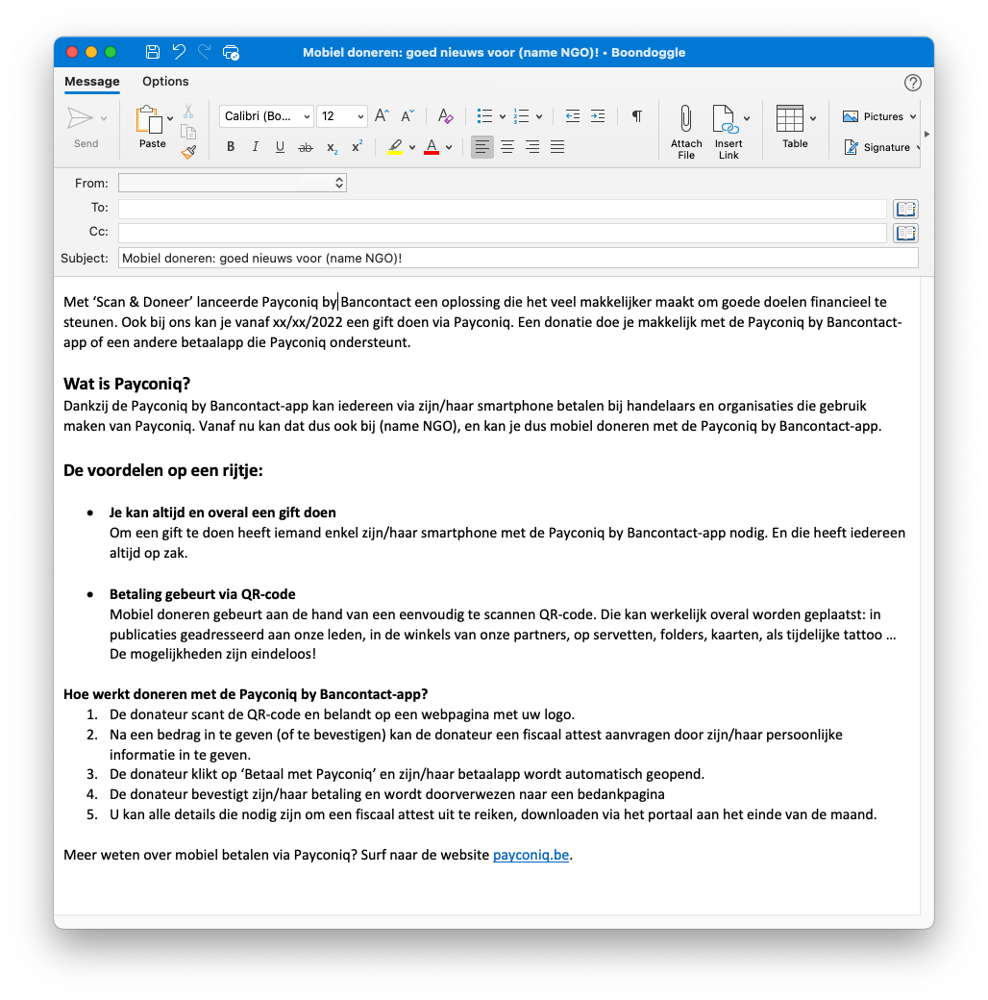 Mobiel doneren: goed nieuws voor (name NGO)! • Boondoggle
Message Options
Send
Paste
Calibri (Bo... 12
B I U ab x₂ x²
A
Attach File
Insert Link
Table
Pictures
Signature
From:
To:
Cc:
Subject: Mobiel doneren: goed nieuws voor (name NGO)!
Met ‘Scan & Doneer’ lanceerde Payconiq by Bancontact een oplossing die het veel makkelijker maakt om goede doelen financieel te
steunen. Ook bij ons kan je vanaf xx/xx/2022 een gift doen via Payconiq. Een donatie doe je makkelijk met de Payconiq by Bancontact-
app of een andere betaalapp die Payconiq ondersteunt.
Wat is Payconiq?
Dankzij de Payconiq by Bancontact-app kan iedereen via zijn/haar smartphone betalen bij handelaars en organisaties die gebruik
maken van Payconiq. Vanaf nu kan dat dus ook bij (name NGO), en kan je dus mobiel doneren met de Payconiq by Bancontact-app.
De voordelen op een rijtje:
• Je kan altijd en overal een gift doen
Om een gift te doen heeft iemand enkel zijn/haar smartphone met de Payconiq by Bancontact-app nodig. En die heeft iedereen
altijd op zak.
• Betaling gebeurt via QR-code
Mobiel doneren gebeurt aan de hand van een eenvoudig te scannen QR-code. Die kan werkelijk overal worden geplaatst: in
publicaties geadresseerd aan onze leden, in de winkels van onze partners, op servetten, folders, kaarten, als tijdelijke tattoo …
De mogelijkheden zijn eindeloos!
Hoe werkt doneren met de Payconiq by Bancontact-app?
1. De donateur scant de QR-code en belandt op een webpagina met uw logo.
2. Na een bedrag in te geven (of te bevestigen) kan de donateur een fiscaal attest aanvragen door zijn/haar persoonlijke
informatie in te geven.
3. De donateur klikt op ‘Betaal met Payconiq’ en zijn/haar betaalapp wordt automatisch geopend.
4. De donateur bevestigt zijn/haar betaling en wordt doorverwezen naar een bedankpagina
5. U kan alle details die nodig zijn om een fiscaal attest uit te reiken, downloaden via het portaal aan het einde van de maand.
Meer weten over mobiel betalen via Payconiq? Surf naar de website payconiq.be.